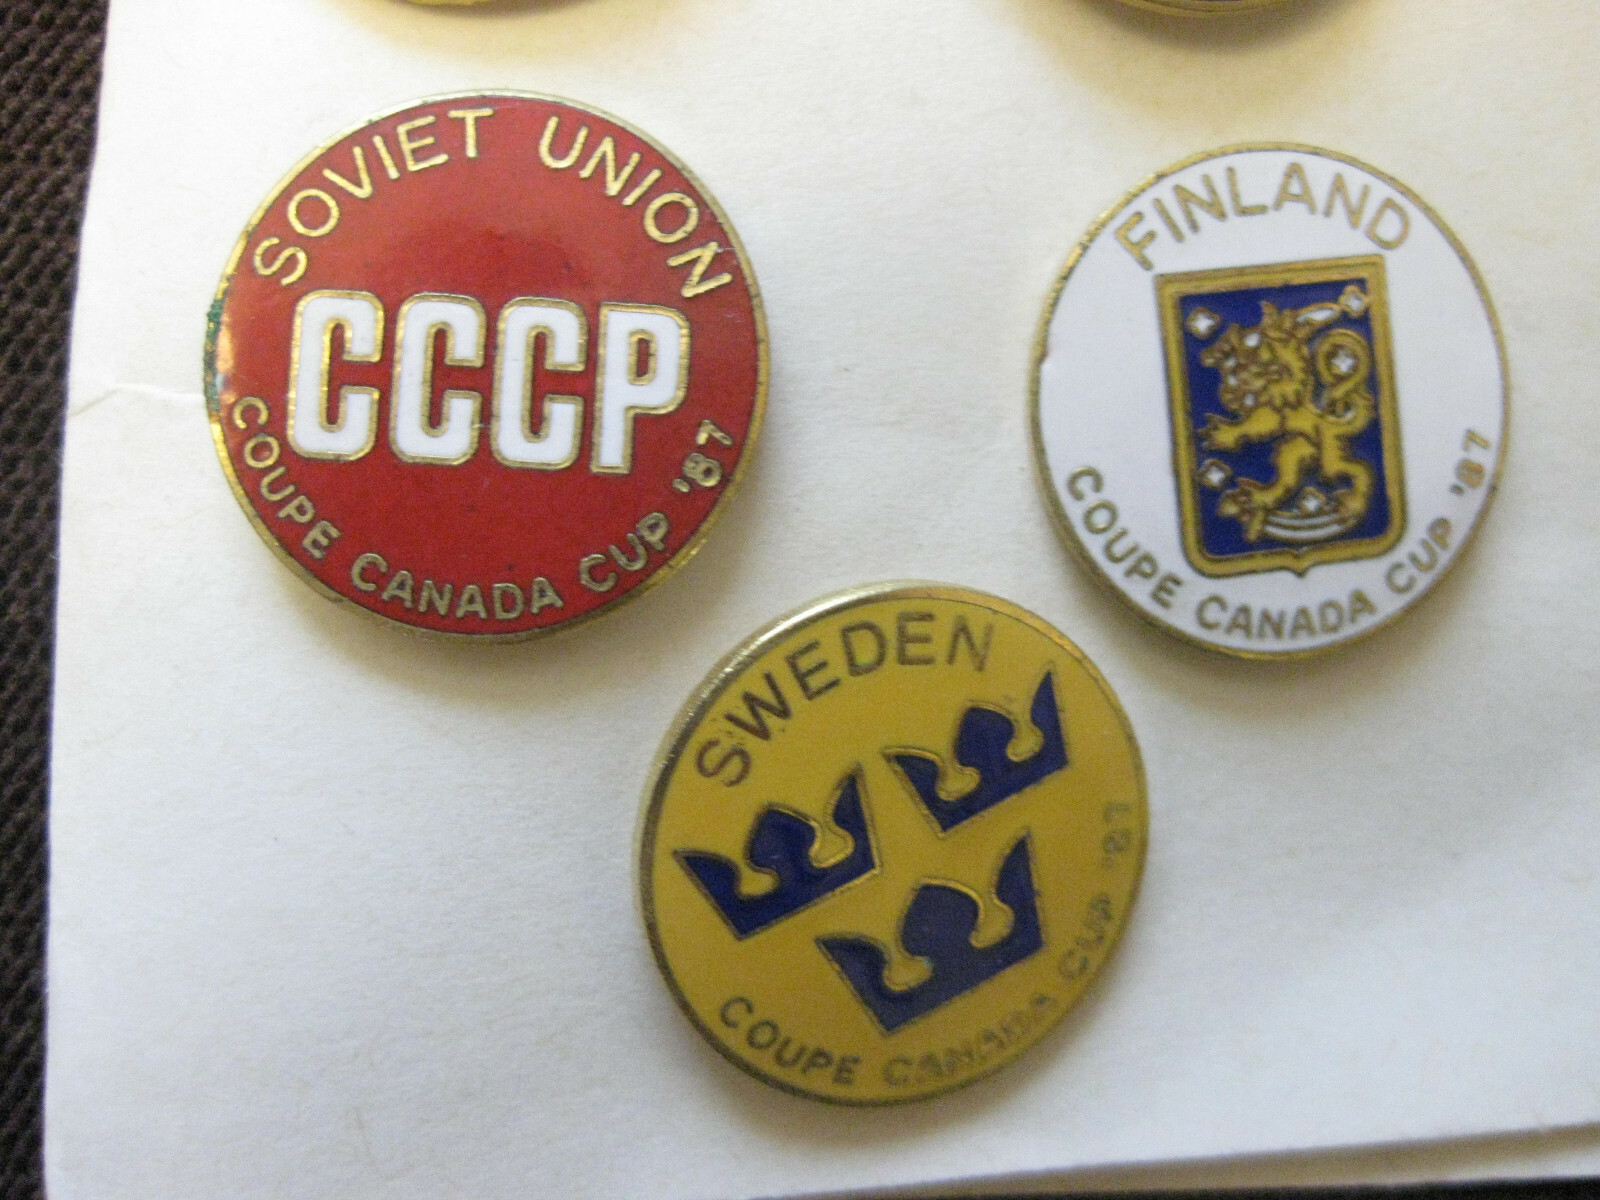 SOVIET UNION
CCCP
COUPE CANADA CUP '87
FINLAND
COUPE CANADA CUP '87
SWEDEN
COUPE CANADA CUP '87